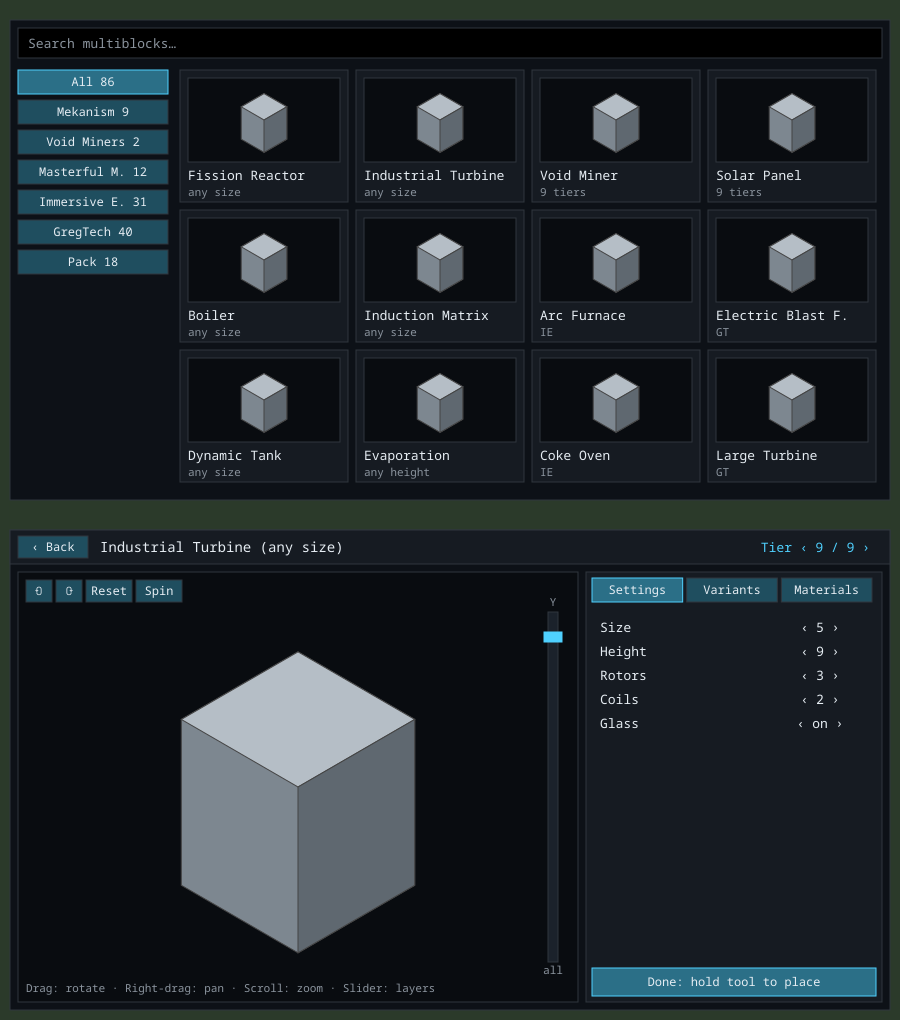 Search multiblocks…
All 86
Mekanism 9
Void Miners 2
Masterful M. 12
Immersive E. 31
GregTech 40
Pack 18
Fission Reactor
any size
Industrial Turbine
any size
Void Miner
9 tiers
Solar Panel
9 tiers
Boiler
any size
Induction Matrix
any size
Arc Furnace
IE
Electric Blast F.
GT
Dynamic Tank
any size
Evaporation
any height
Coke Oven
IE
Large Turbine
GT
‹ Back
Industrial Turbine (any size)
Tier ‹ 9 / 9 ›
Reset
Spin
Y
all
Drag: rotate · Right-drag: pan · Scroll: zoom · Slider: layers
Settings
Variants
Materials
Size ‹ 5 ›
Height ‹ 9 ›
Rotors ‹ 3 ›
Coils ‹ 2 ›
Glass ‹ on ›
Done: hold tool to place